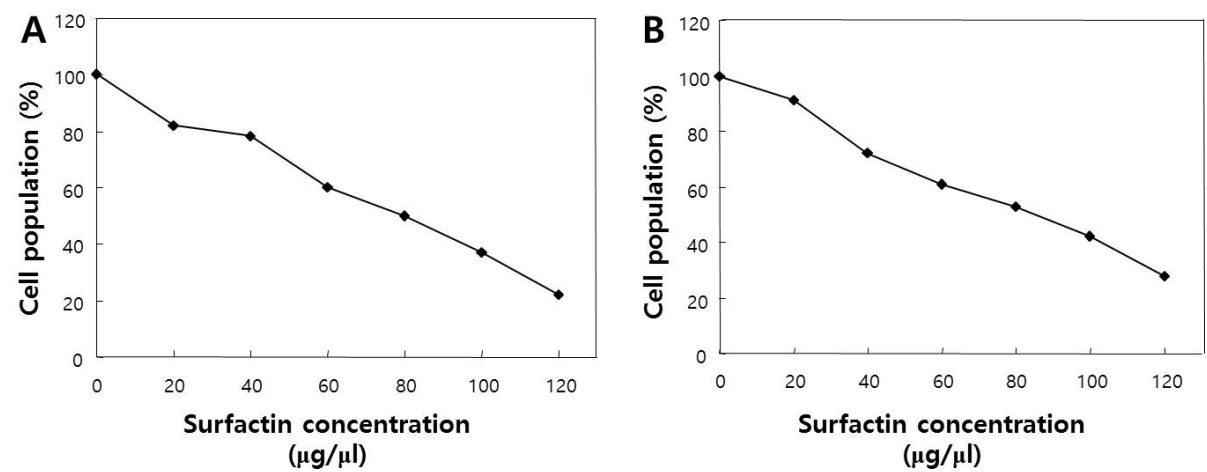 A
120
100
80
60
40
20
0
Cell population (%)
0 20 40 60 80 100 120
Surfactin concentration
(μg/μl)
B
120
100
80
60
40
20
0
Cell population (%)
0 20 40 60 80 100 120
Surfactin concentration
(μg/μl)